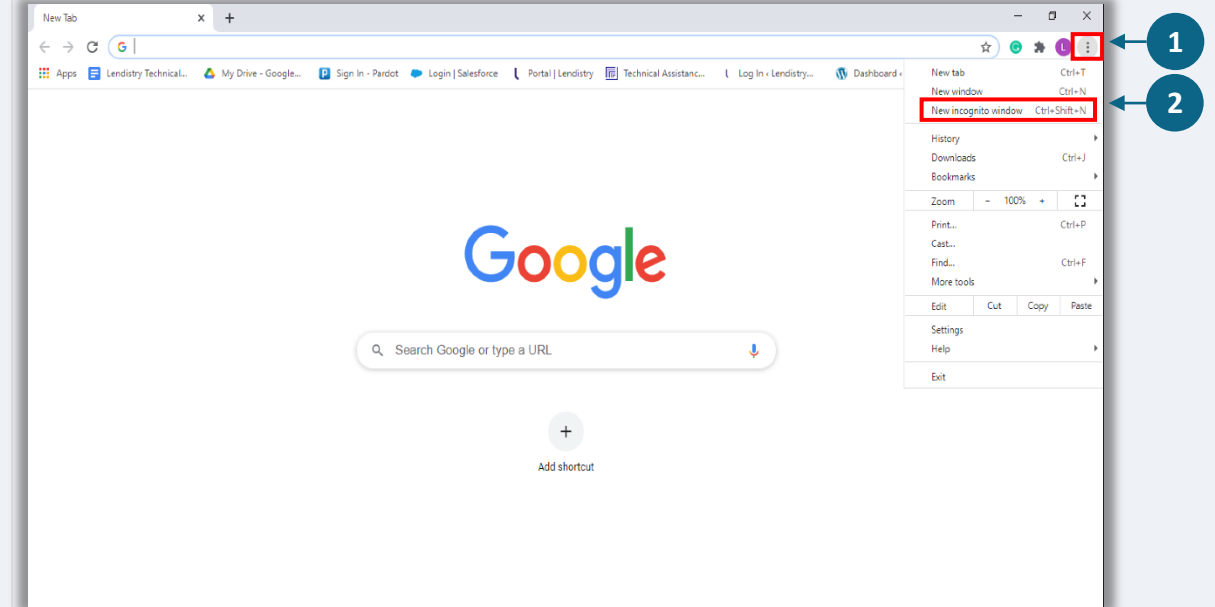 New Tab
G
L
1
Apps Lendistry Technical... My Drive - Google... Sign In - Pardot Login | Salesforce Portal | Lendistry Technical Assistanc... Log In ‹ Lendistry... Dashboard ‹
New tab Ctrl+T
New window Ctrl+N
New incognito window Ctrl+Shift+N
2
History
Downloads Ctrl+J
Bookmarks
Zoom - 100% +
Print... Ctrl+P
Cast...
Find... Ctrl+F
More tools
Edit Cut Copy Paste
Settings
Help
Exit
Google
Search Google or type a URL
Add shortcut